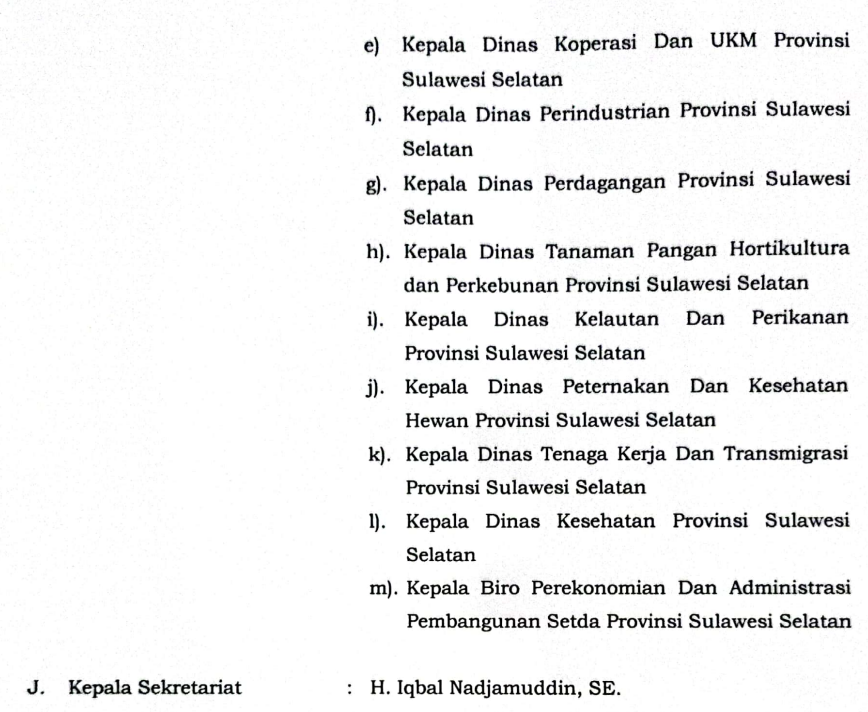 e) Kepala Dinas Koperasi Dan UKM Provinsi
Sulawesi Selatan
f). Kepala Dinas Perindustrian Provinsi Sulawesi
Selatan
g). Kepala Dinas Perdagangan Provinsi Sulawesi
Selatan
h). Kepala Dinas Tanaman Pangan Hortikultura
dan Perkebunan Provinsi Sulawesi Selatan
i). Kepala Dinas Kelautan Dan Perikanan
Provinsi Sulawesi Selatan
j). Kepala Dinas Peternakan Dan Kesehatan
Hewan Provinsi Sulawesi Selatan
k). Kepala Dinas Tenaga Kerja Dan Transmigrasi
Provinsi Sulawesi Selatan
l). Kepala Dinas Kesehatan Provinsi Sulawesi
Selatan
m). Kepala Biro Perekonomian Dan Administrasi
Pembangunan Setda Provinsi Sulawesi Selatan
J. Kepala Sekretariat : H. Iqbal Nadjamuddin, SE.